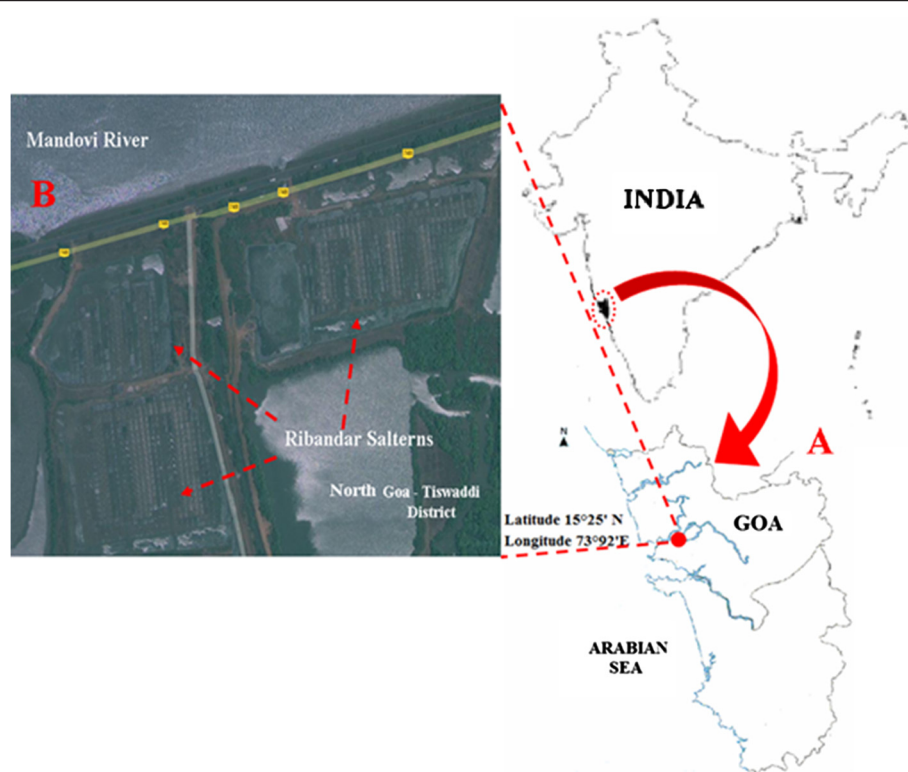 Mandovi River
B
Ribandar Salterns
North Goa - Tiswaddi
District
INDIA
A
N
GOA
Latitude 15°25' N
Longitude 73°92'E
ARABIAN
SEA